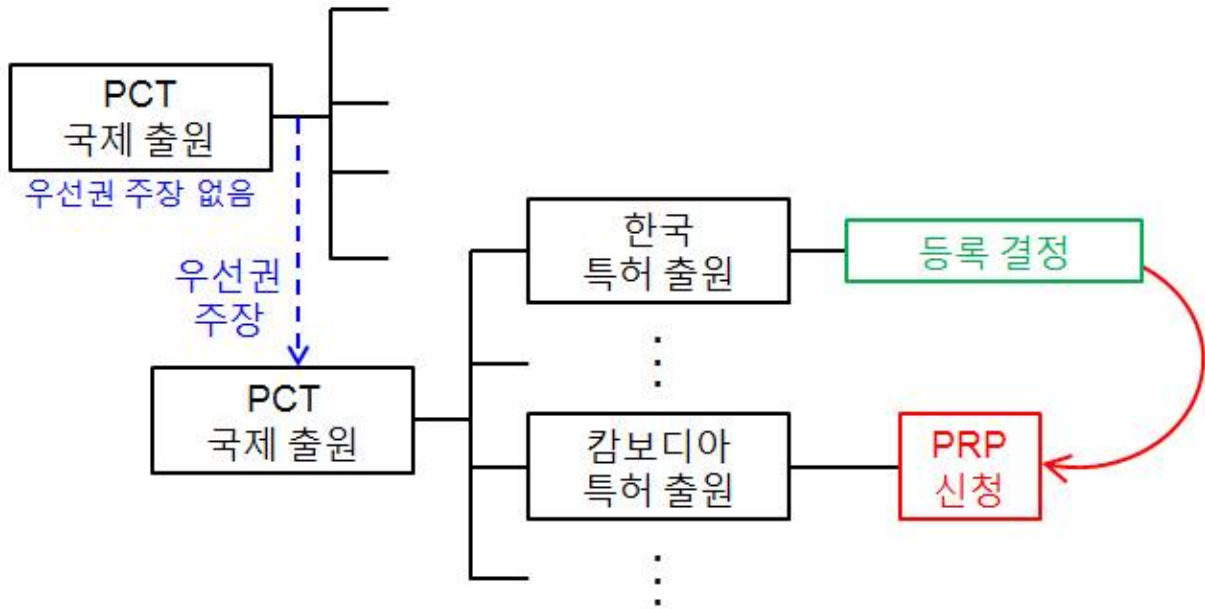 PCT
국제 출원
우선권 주장 없음
우선권
주장
PCT
국제 출원
한국
특허 출원
등록 결정
캄보디아
특허 출원
PRP
신청